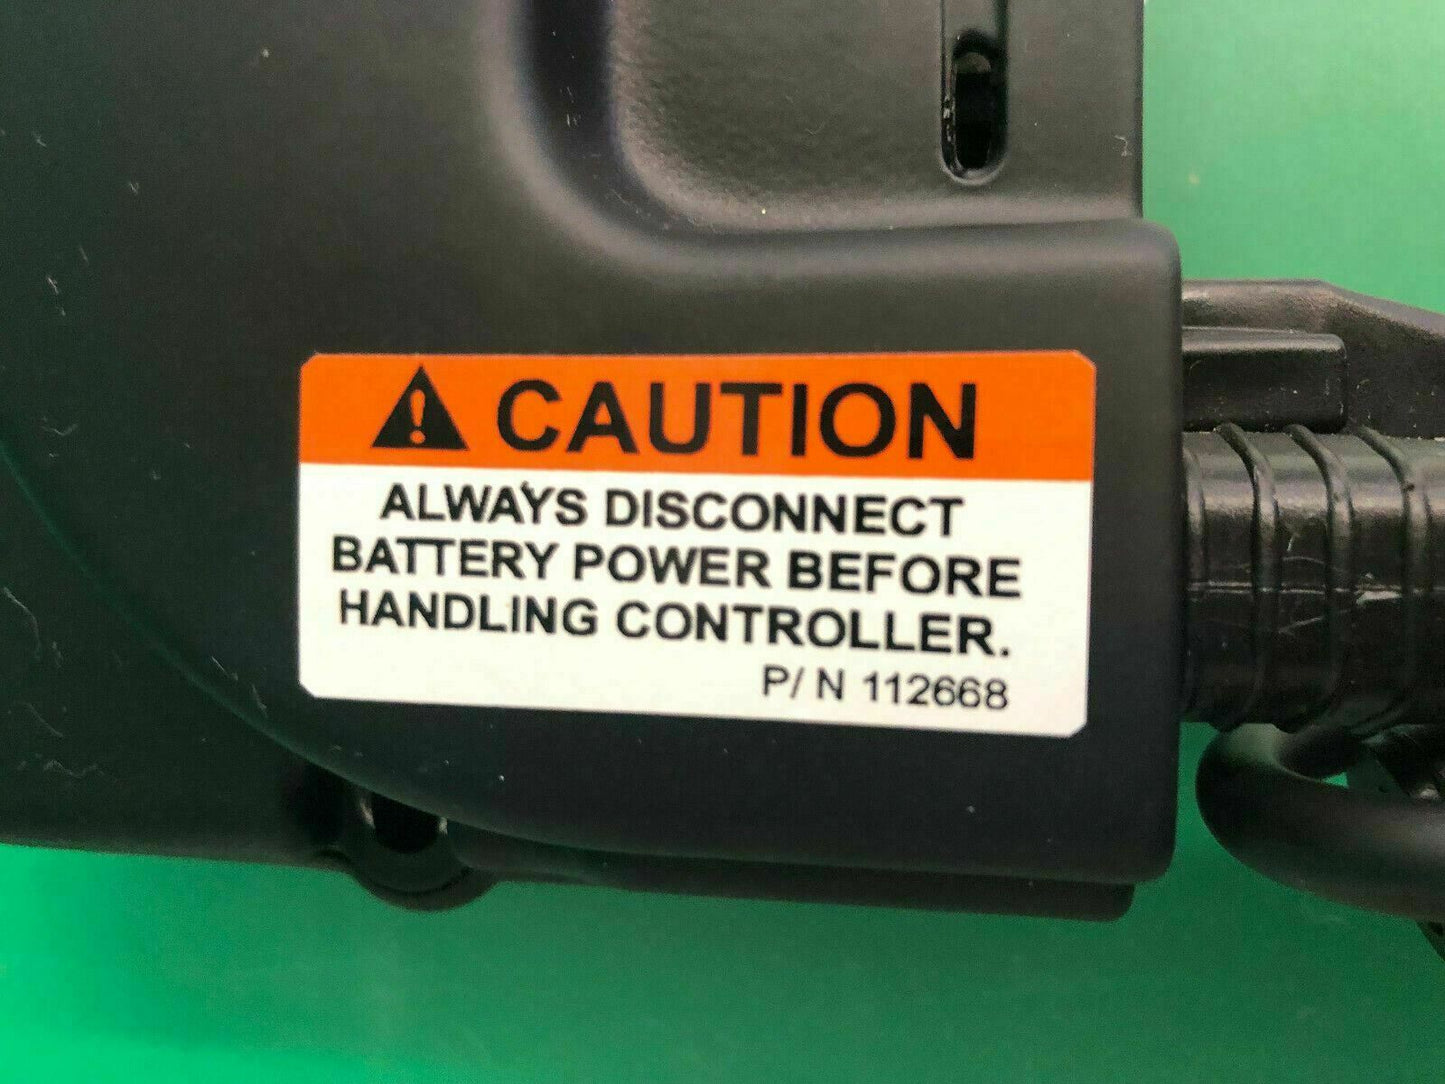 CAUTION
ALWAYS DISCONNECT
BATTERY POWER BEFORE
HANDLING CONTROLLER.
P/N 112668